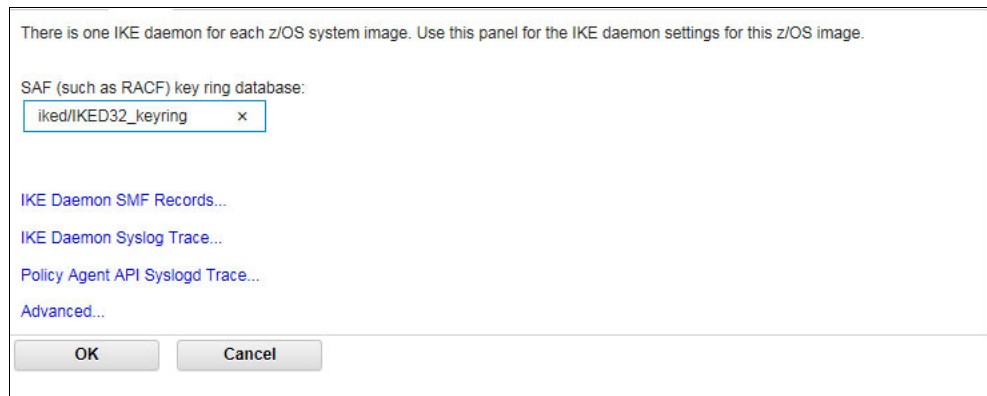 There is one IKE daemon for each z/OS system image. Use this panel for the IKE daemon settings for this z/OS image.
SAF (such as RACF) key ring database:
iked/IKED32_keyring ×
IKE Daemon SMF Records...
IKE Daemon Syslog Trace...
Policy Agent API Syslogd Trace...
Advanced...
OK Cancel